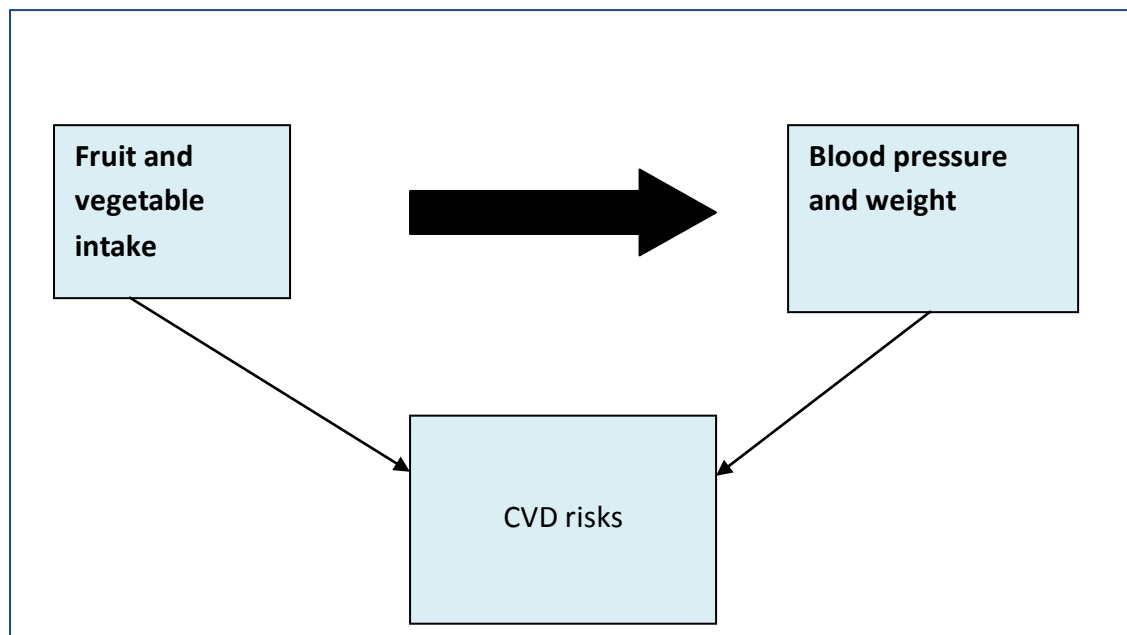 Fruit and
vegetable
intake
Blood pressure
and weight
CVD risks